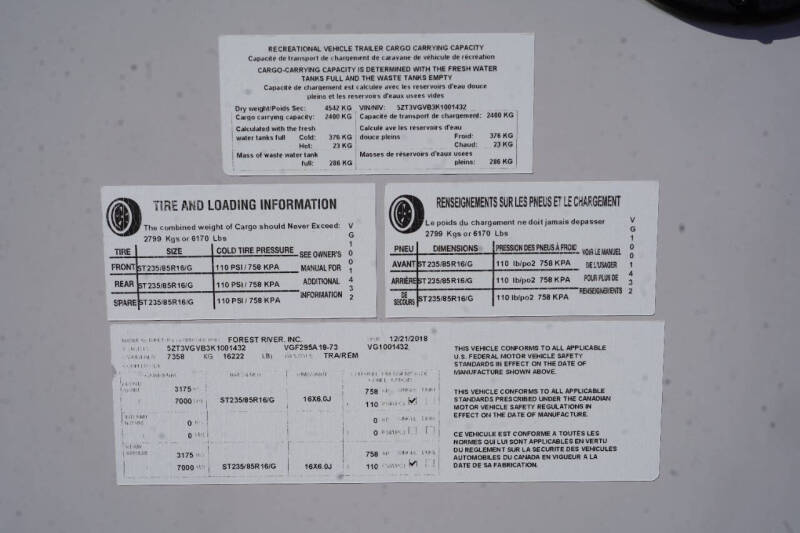 RECREATIONAL VEHICLE TRAILER CARGO CARRYING CAPACITY
Capacité de transport de chargement de caravane de véhicule de récréation
CARGO-CARRYING CAPACITY IS DETERMINED WITH THE FRESH WATER
TANKS FULL AND THE WASTE TANKS EMPTY
Capacité de chargement est calculée avec les reservoirs d'eau douce
pleins et les reservoirs d'eaux usées vides
Dry weight/Poids Sec: 4542 KG VIN/NIV: 5ZT3VGVB3K1001432
Cargo carrying capacity: 2400 KG Capacité de transport de chargement: 2400 KG
Calculated with the fresh Calculé ave les reservoirs d'eau
water tanks full Cold: 376 KG douce pleins Froid: 376 KG
Hot: 23 KG Chaud: 23 KG
Mass of waste water tank Masses de réservoirs d'eaux usées
full: 286 KG pleins: 286 KG
TIRE AND LOADING INFORMATION
The combined weight of Cargo should Never Exceed:
2799 Kgs or 6170 Lbs
TIRE SIZE COLD TIRE PRESSURE SEE OWNER'S
FRONT ST235/85R16/G 110 PSI / 758 KPA MANUAL FOR
REAR ST235/85R16/G 110 PSI / 758 KPA ADDITIONAL
SPARE ST235/85R16/G 110 PSI / 758 KPA INFORMATION
VG1001432
RENSEIGNEMENTS SUR LES PNEUS ET LE CHARGEMENT
Le poids du chargement ne doit jamais depasser
2799 Kgs or 6170 Lbs
PNEU DIMENSIONS PRESSION DES PNEUS À FROID VOIR LE MANUEL
AVANT ST235/85R16/G 110 lb/po2 758 KPA DE L'USAGER
ARRIÈRE ST235/85R16/G 110 lb/po2 758 KPA POUR PLUS DE
DE SECOURS ST235/85R16/G 110 lb/po2 758 KPA RENSEIGNEMENTS
VG1001432
FOREST RIVER, INC. 12/21/2018
5ZT3VGVB3K1001432 VGF295A18-73 VG1001432
7358 KG 16222 LB TRA/REM
3175 758
7000 ST235/85R16/G 16X6.0J 110
0 0
0 0
3175 758
7000 ST235/85R16/G 16X6.0J 110
THIS VEHICLE CONFORMS TO ALL APPLICABLE
U.S. FEDERAL MOTOR VEHICLE SAFETY
STANDARDS IN EFFECT ON THE DATE OF
MANUFACTURE SHOWN ABOVE.
THIS VEHICLE CONFORMS TO ALL APPLICABLE
STANDARDS PRESCRIBED UNDER THE CANADIAN
MOTOR VEHICLE SAFETY REGULATIONS IN
EFFECT ON THE DATE OF MANUFACTURE.
CE VEHICULE EST CONFORME A TOUTES LES
NORMES QUI LUI SONT APPLICABLES EN VERTU
DU REGLEMENT SUR LA SECURITE DES VEHICULES
AUTOMOBILES DU CANADA EN VIGUEUR A LA
DATE DE SA FABRICATION.